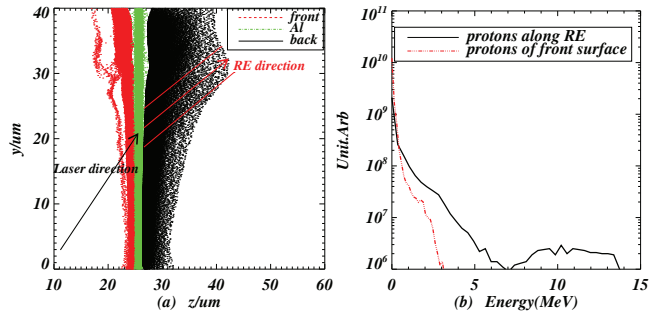 40
30
20
10
0
y/um
front
Al
back
RE direction
Laser direction
10 20 30 40 50 60
(a) z/um
10^11
10^10
10^9
10^8
10^7
10^6
Unit.Arb
protons along RE
protons of front surface
0 5 10 15
(b) Energy(MeV)